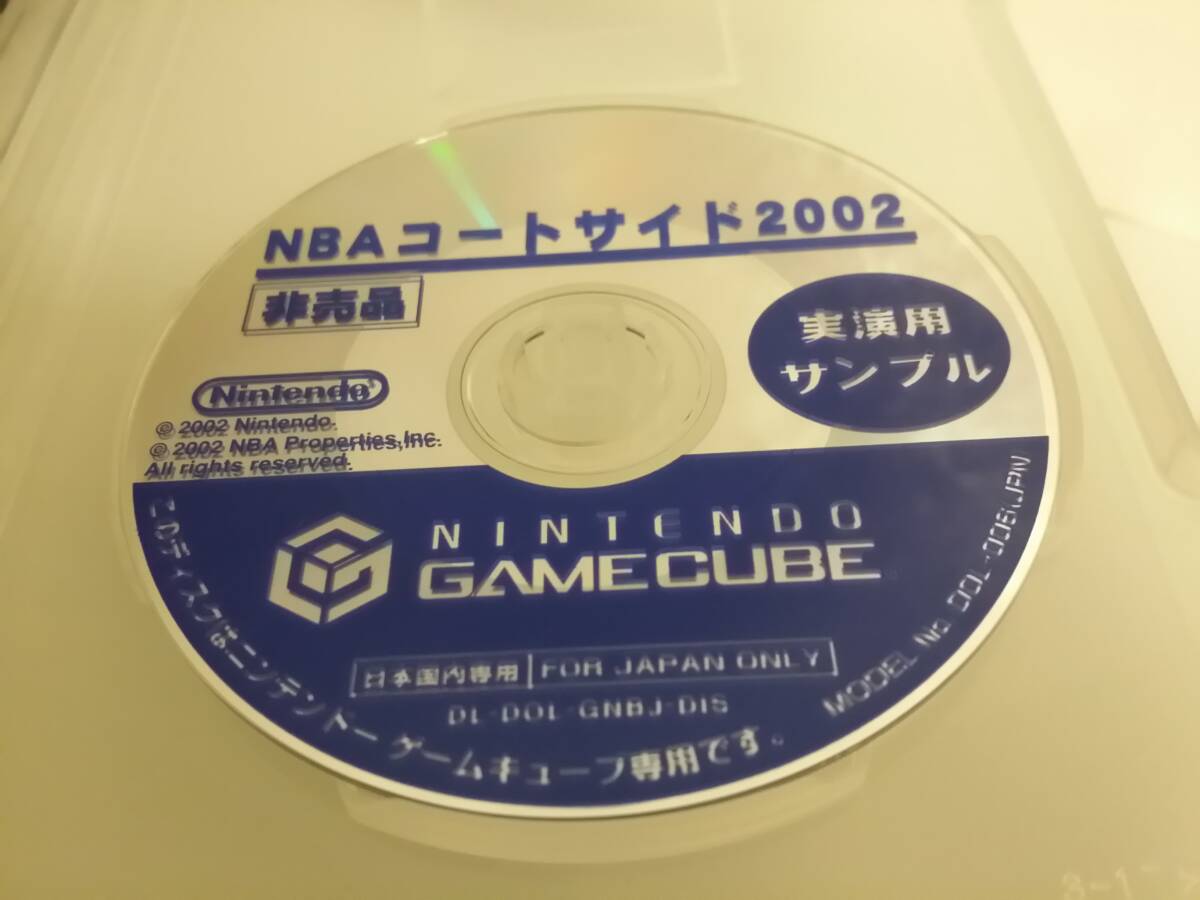 NBAコートサイド2002
非売品
実演用
サンプル
Nintendo
© 2002 Nintendo.
© 2002 NBA Properties,Inc.
All rights reserved.
NINTENDO
GAMECUBE
日本国内専用 FOR JAPAN ONLY
DL-DOL-GNBJ-DIS
このディスクはニンテンドーゲームキューブ専用です。
MODEL No. DOL-006(JPN